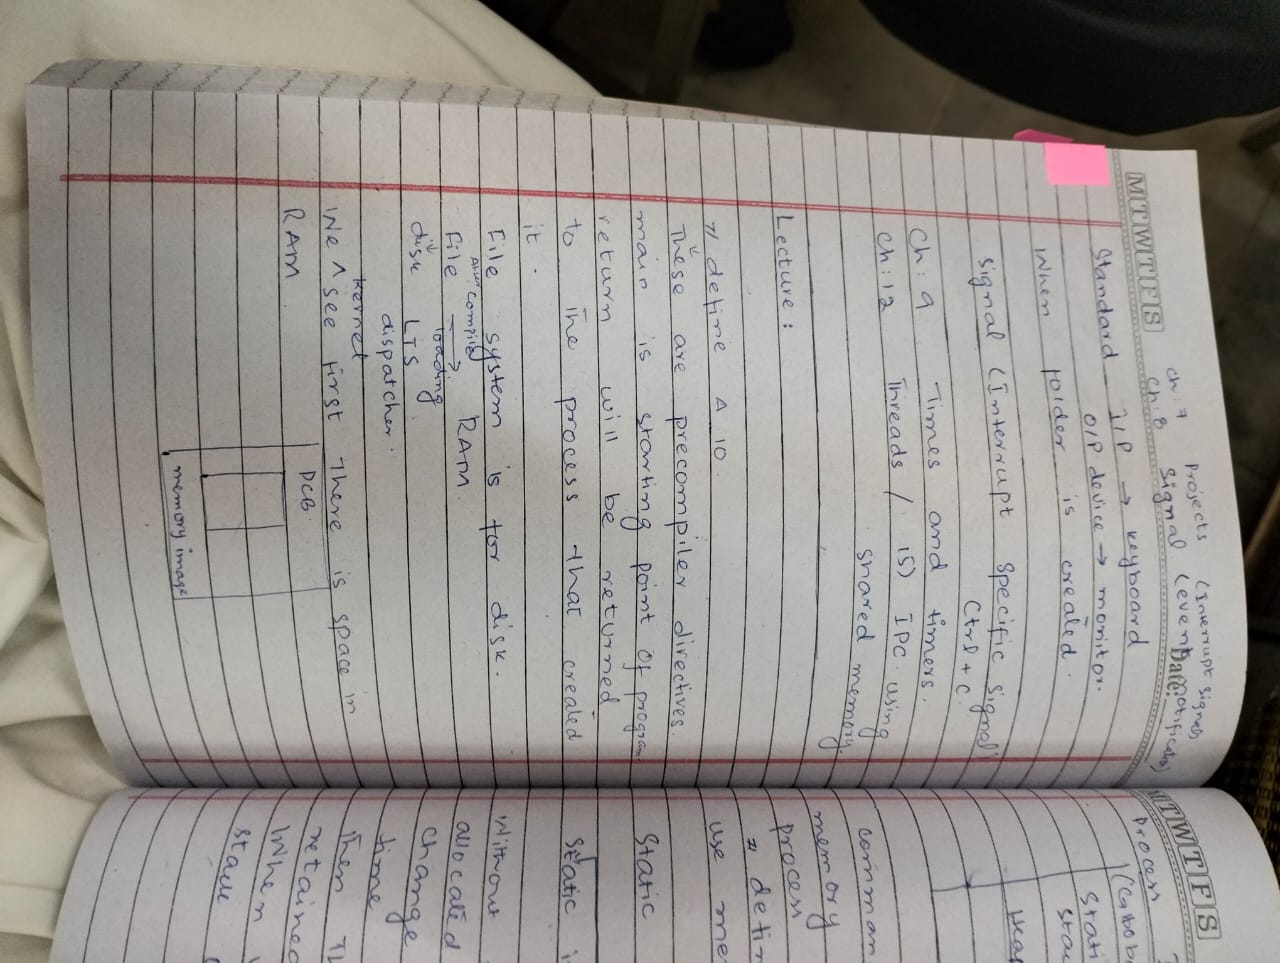 ch: 7 Projects (Interrupt signals
Ch: 8 Signal (event notification)
MTWTFS
Date:
Standard I/P → keyboard
O/P device → monitor.
When folder is created.
Signal (Interrupt Specific Signal)
Ctrl + C
Ch: 9 Times and timers.
Ch: 12 Threads / 15) IPC using
shared memory.
Lecture:
# define A 10
These are precompiler directives.
main is starting point of program
return will be returned
to the process that created
it.
File system is for disk.
After compile
File → RAM
loading
disk LTS
dispatcher.
kernel
We ^ see first there is space in
RAM
PCB
memory image
MTWTFS
Process
Stati
comman
memory
process
# defin
use me
Static
Static i
Without
allocated
change
time
Then Th
retained
When
stack